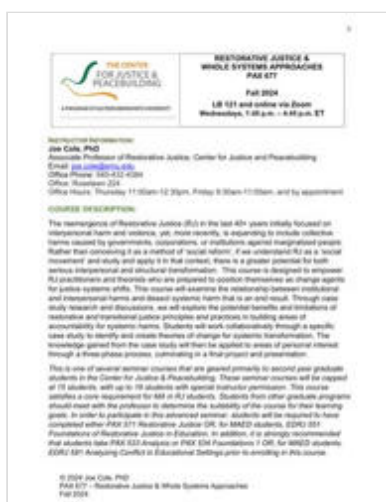 THE CENTER
FOR JUSTICE &
PEACEBUILDING
RESTORATIVE JUSTICE &
WHOLE SYSTEMS APPROACHES
PAX 677
Fall 2024
LB 121 and online via Zoom
Wednesdays, 1:40 p.m. – 4:40 p.m. ET
INSTRUCTOR INFORMATION:
Joe Cole, PhD
Associate Professor of Restorative Justice, Center for Justice and Peacebuilding
Email: joe.cole@emu.edu
Office Phone:
Office: Roselawn 224
Office Hours: Thursday 11:00am-12:30pm, Friday 9:30am-11:00am, and by appointment
COURSE DESCRIPTION:
The reemergence of Restorative Justice (RJ) in the last 40+ years initially focused on
interpersonal harm and violence, yet, more recently, is expanding to include collective
harms caused by governments, corporations, or institutions against marginalized people.
Rather than conceiving it as a method of 'social reform', if we understand RJ as a 'social
movement' and study and apply it in that context, there is a greater potential for both
serious interpersonal and structural transformation. This course is designed to empower
RJ practitioners and theorists who are prepared to position themselves as change agents
for justice systems shifts. This course will examine the relationship between institutional
and interpersonal harms and dissect systemic harm that is an end result. Through case
study research and discussions, we will explore the potential benefits and limitations of
restorative and transitional justice principles and practices in building areas of
accountability for systemic harms. Students will work collaboratively through a specific
case study to identify and create theories of change for systemic transformation. The
knowledge gained from the case study will then be applied to areas of personal interest
through a three-phase process, culminating in a final project and presentation.
This is one of several seminar courses that are geared primarily to second year graduate
students in the Center for Justice & Peacebuilding. These seminar courses will be capped
at 15 students, with up to 18 students with special instructor permission. This course
satisfies a core requirement for MA in RJ students. Students from other graduate programs
should meet with the professor to determine the suitability of the course for their learning
goals. In order to participate in this advanced seminar, students will be required to have
completed either PAX 571 Restorative Justice OR, for MAED students, EDRJ 551
Foundations of Restorative Justice in Education. In addition, it is strongly recommended
that students take PAX 533 Analysis or PAX 534 Foundations 1 OR, for MAED students,
EDRJ 581 Analyzing Conflict in Educational Settings prior to enrolling in this course.
© 2024 Joe Cole, PhD
PAX 677 – Restorative Justice & Whole Systems Approaches
Fall 2024